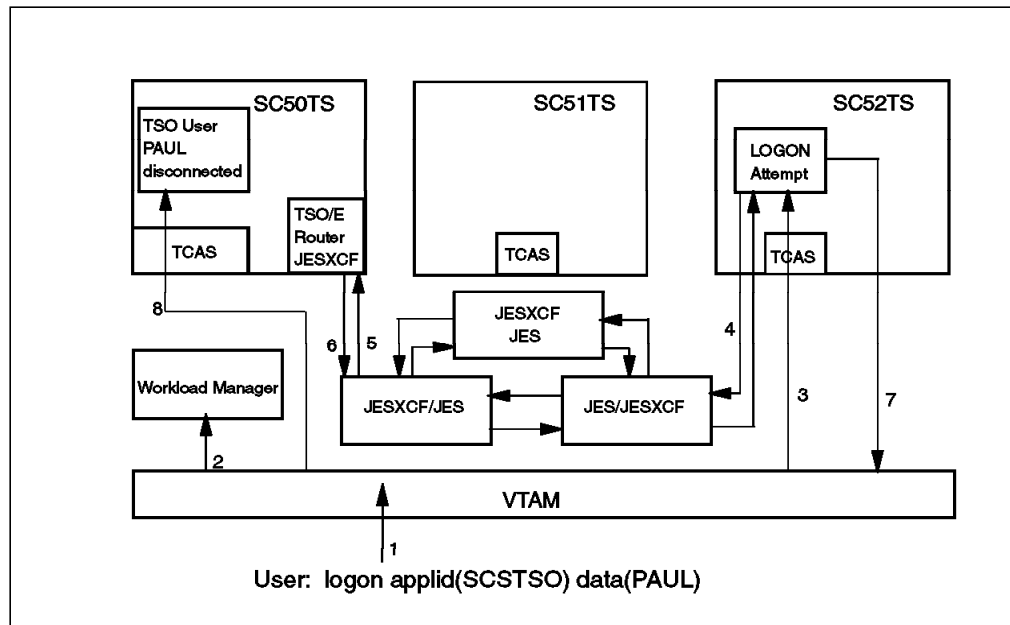 SC50TS
SC51TS
SC52TS
TSO User
PAUL
disconnected
LOGON
Attempt
TSO/E
Router
JESXCF
TCAS
TCAS
TCAS
8
6
5
4
3
7
JESXCF
JES
Workload Manager
JESXCF/JES
JES/JESXCF
2
VTAM
1
User: logon applid(SCSTSO) data(PAUL)